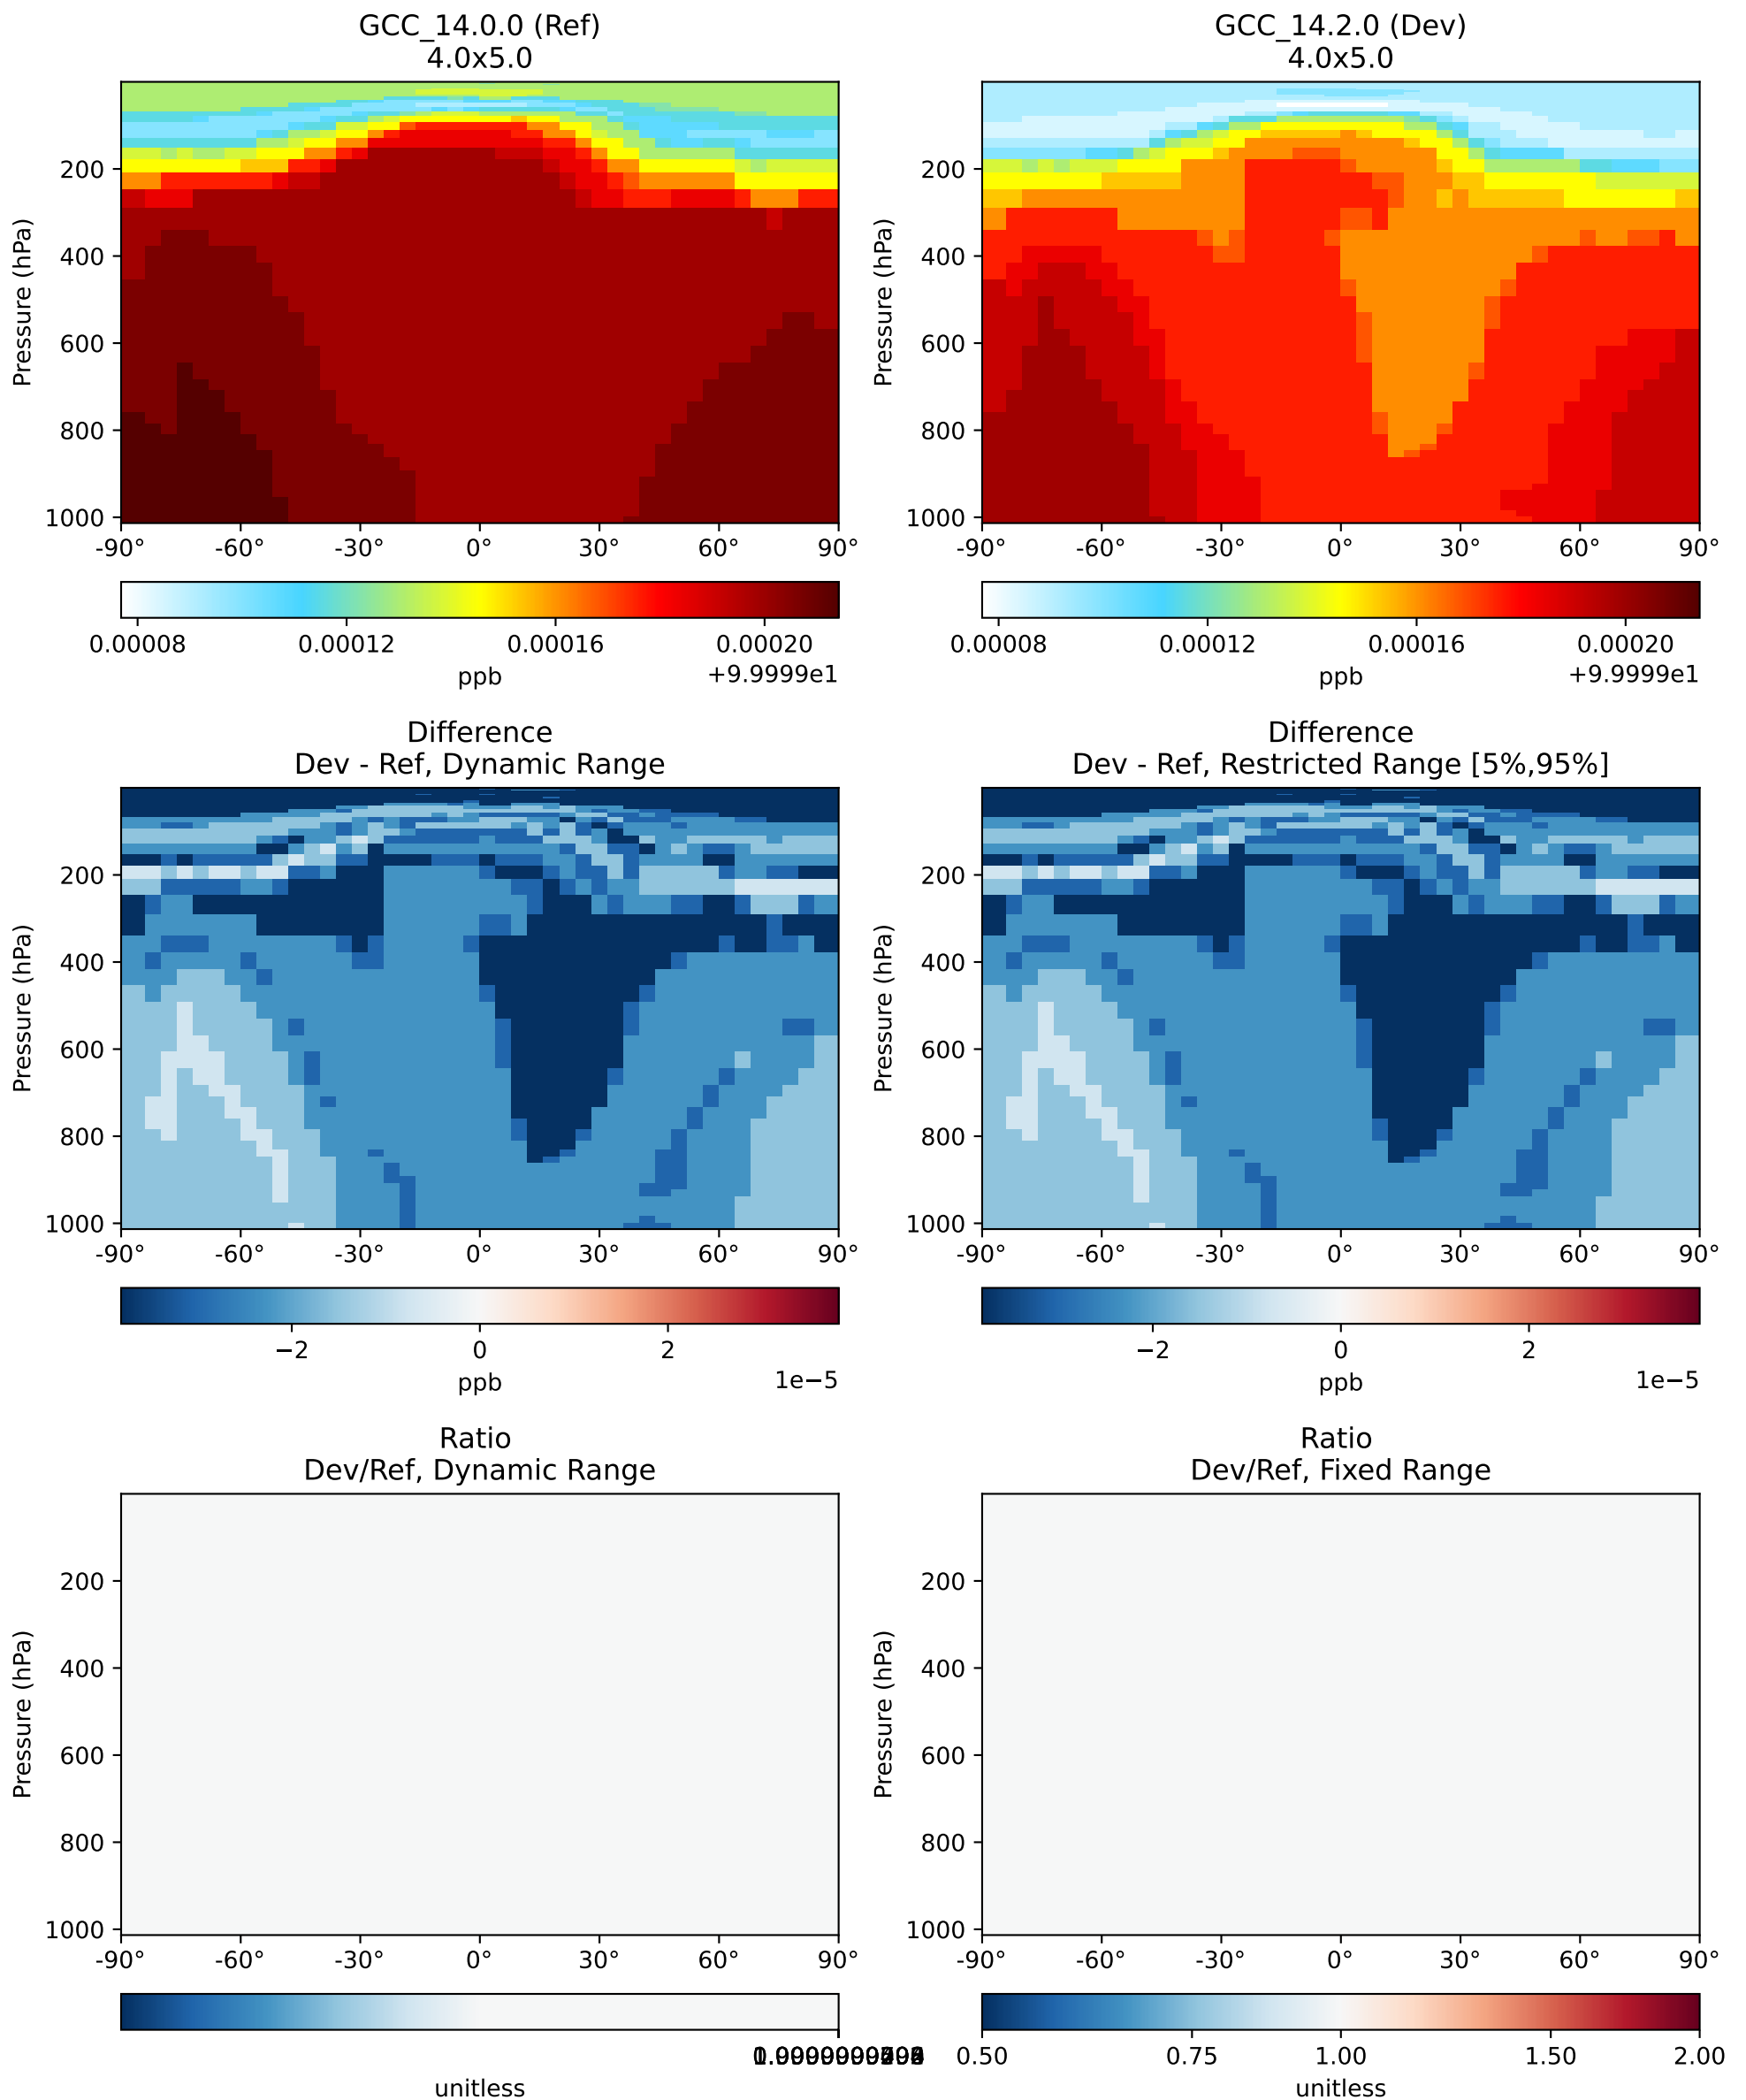 GCC_14.0.0 (Ref)
4.0x5.0
Pressure (hPa)
200
400
600
800
1000
-90° -60° -30° 0° 30° 60° 90°
0.00008 0.00012 0.00016 0.00020
ppb
+9.9999e1
GCC_14.2.0 (Dev)
4.0x5.0
Pressure (hPa)
200
400
600
800
1000
-90° -60° -30° 0° 30° 60° 90°
0.00008 0.00012 0.00016 0.00020
ppb
+9.9999e1
Difference
Dev - Ref, Dynamic Range
Pressure (hPa)
200
400
600
800
1000
-90° -60° -30° 0° 30° 60° 90°
−2 0 2
ppb
1e−5
Difference
Dev - Ref, Restricted Range [5%,95%]
Pressure (hPa)
200
400
600
800
1000
-90° -60° -30° 0° 30° 60° 90°
−2 0 2
ppb
1e−5
Ratio
Dev/Ref, Dynamic Range
Pressure (hPa)
200
400
600
800
1000
-90° -60° -30° 0° 30° 60° 90°
unitless
Ratio
Dev/Ref, Fixed Range
Pressure (hPa)
200
400
600
800
1000
-90° -60° -30° 0° 30° 60° 90°
0.50 0.75 1.00 1.50 2.00
unitless